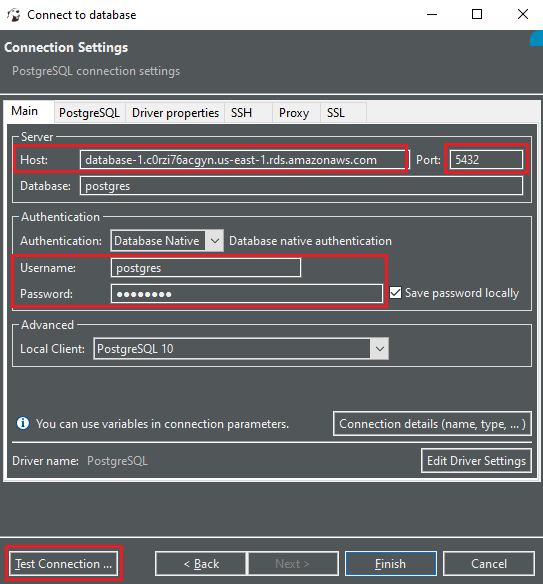 Connect to database
Connection Settings
PostgreSQL connection settings
Main PostgreSQL Driver properties SSH Proxy SSL
Server
Host: database-1.c0rzi76acgyn.us-east-1.rds.amazonaws.com Port: 5432
Database: postgres
Authentication
Authentication: Database Native Database native authentication
Username: postgres
Password: ●●●●●●●● Save password locally
Advanced
Local Client: PostgreSQL 10
You can use variables in connection parameters. Connection details (name, type, ... )
Driver name: PostgreSQL Edit Driver Settings
Test Connection ... < Back Next > Finish Cancel